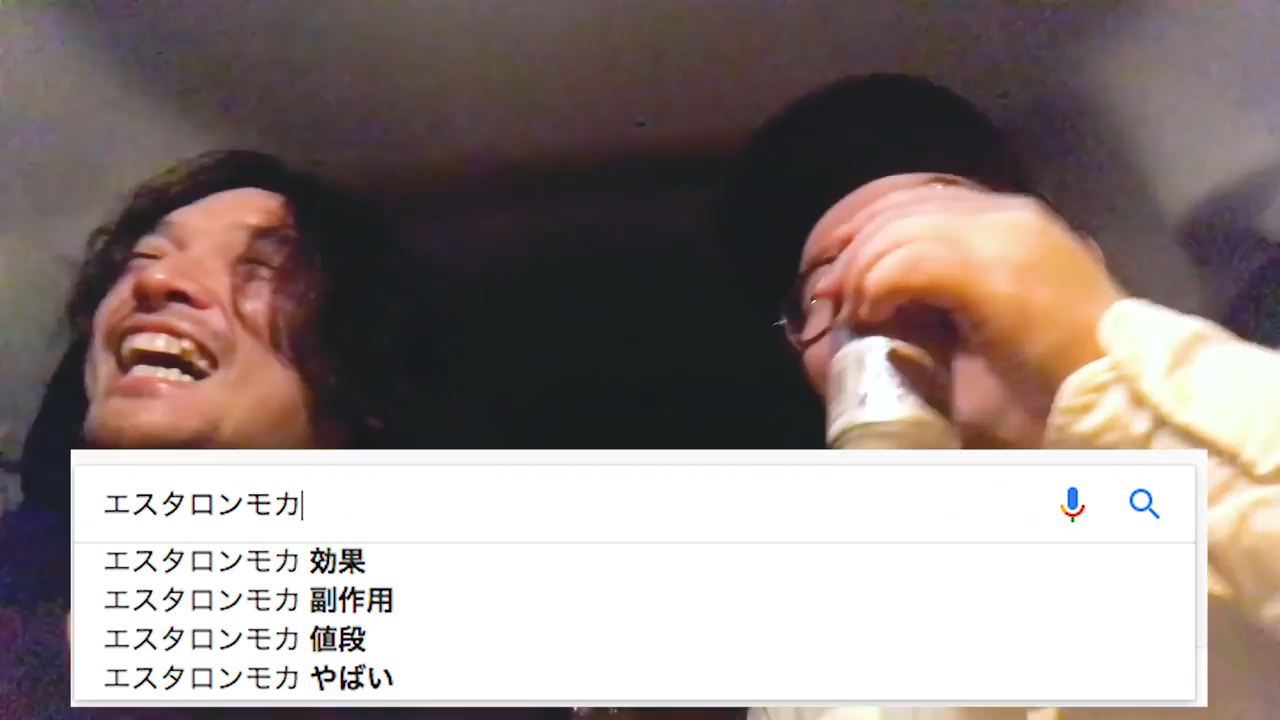 エスタロンモカ
エスタロンモカ 効果
エスタロンモカ 副作用
エスタロンモカ 値段
エスタロンモカ やばい